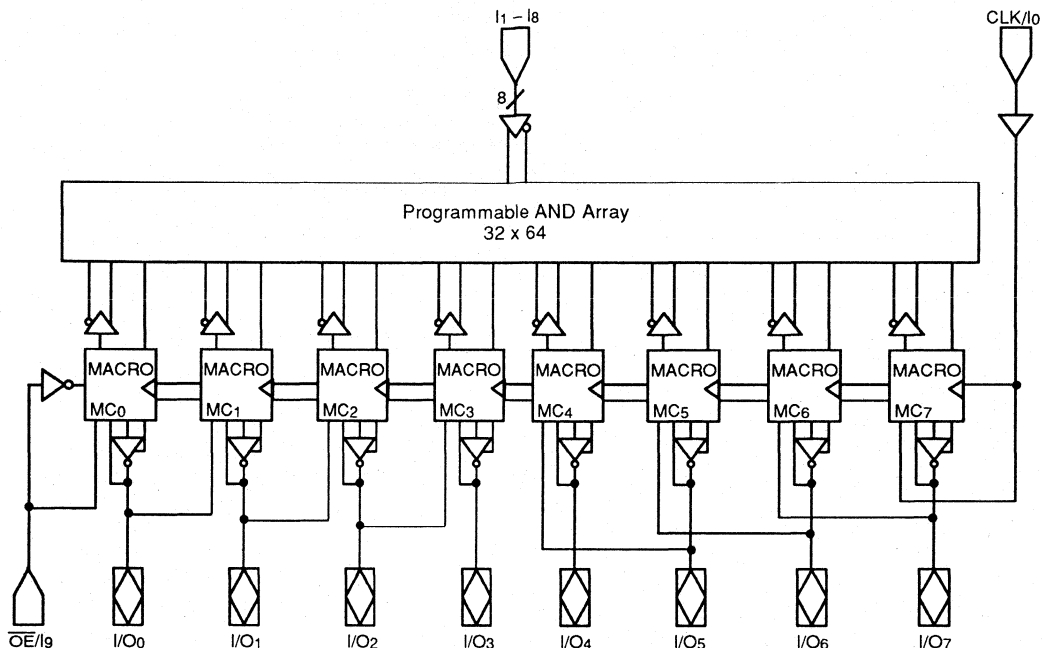 I1 – I8
CLK/I0
8
Programmable AND Array
32 x 64
MACRO MACRO MACRO MACRO MACRO MACRO MACRO MACRO
MC0 MC1 MC2 MC3 MC4 MC5 MC6 MC7
OE/I9 I/O0 I/O1 I/O2 I/O3 I/O4 I/O5 I/O6 I/O7